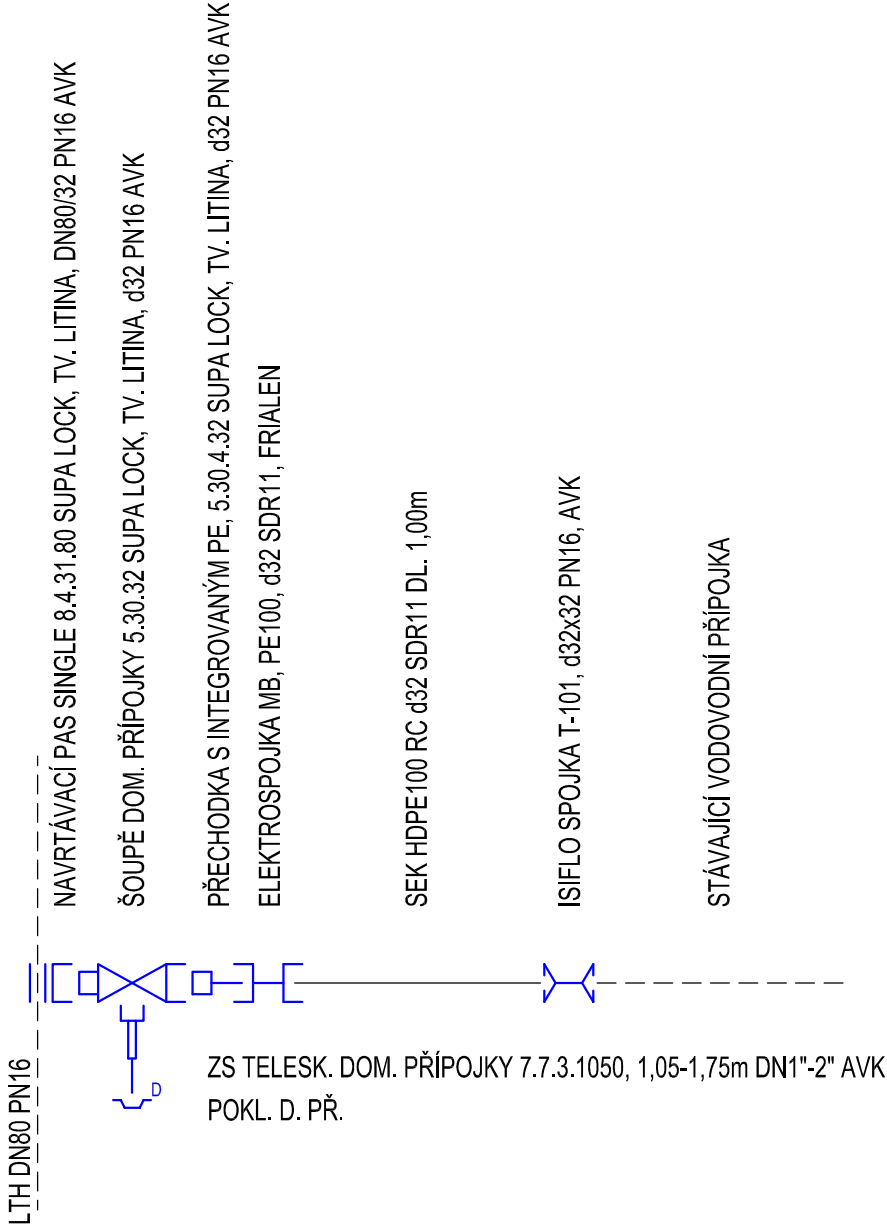 LTH DN80 PN16
NAVRTÁVACÍ PAS SINGLE 8.4.31.80 SUPA LOCK, TV. LITINA, DN80/32 PN16 AVK
ŠOUPĚ DOM. PŘÍPOJKY 5.30.32 SUPA LOCK, TV. LITINA, d32 PN16 AVK
PŘECHODKA S INTEGROVANÝM PE, 5.30.4.32 SUPA LOCK, TV. LITINA, d32 PN16 AVK
ELEKTROSPOJKA MB, PE100, d32 SDR11, FRIALEN
SEK HDPE100 RC d32 SDR11 DL. 1,00m
ISIFLO SPOJKA T-101, d32x32 PN16, AVK
STÁVAJÍCÍ VODOVODNÍ PŘÍPOJKA
D
ZS TELESK. DOM. PŘÍPOJKY 7.7.3.1050, 1,05-1,75m DN1"-2" AVK
POKL. D. PŘ.